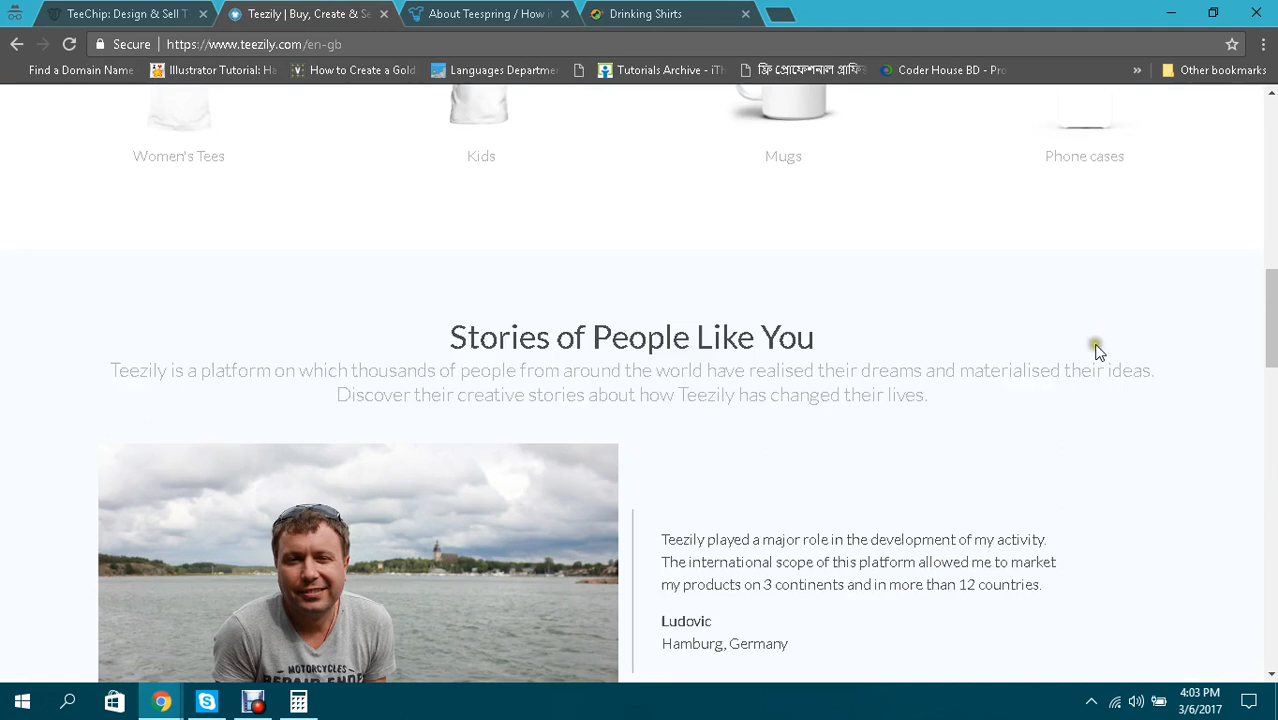 TeeChip: Design & Sell T
Teezily | Buy, Create & Se
About Teespring / How it
Drinking Shirts
Secure
https://www.teezily.com/en-gb
Find a Domain Name
Illustrator Tutorial: Ha
How to Create a Gold
Languages Departmen
Tutorials Archive - iTh
ফ্রি প্রোফেশনাল গ্রাফি
Coder House BD - Pro
Other bookmarks
Women's Tees
Kids
Mugs
Phone cases
Stories of People Like You
Teezily is a platform on which thousands of people from around the world have realised their dreams and materialised their ideas.
Discover their creative stories about how Teezily has changed their lives.
MOTORCYCLES
Teezily played a major role in the development of my activity.
The international scope of this platform allowed me to market
my products on 3 continents and in more than 12 countries.
Ludovic
Hamburg, Germany
4:03 PM
3/6/2017